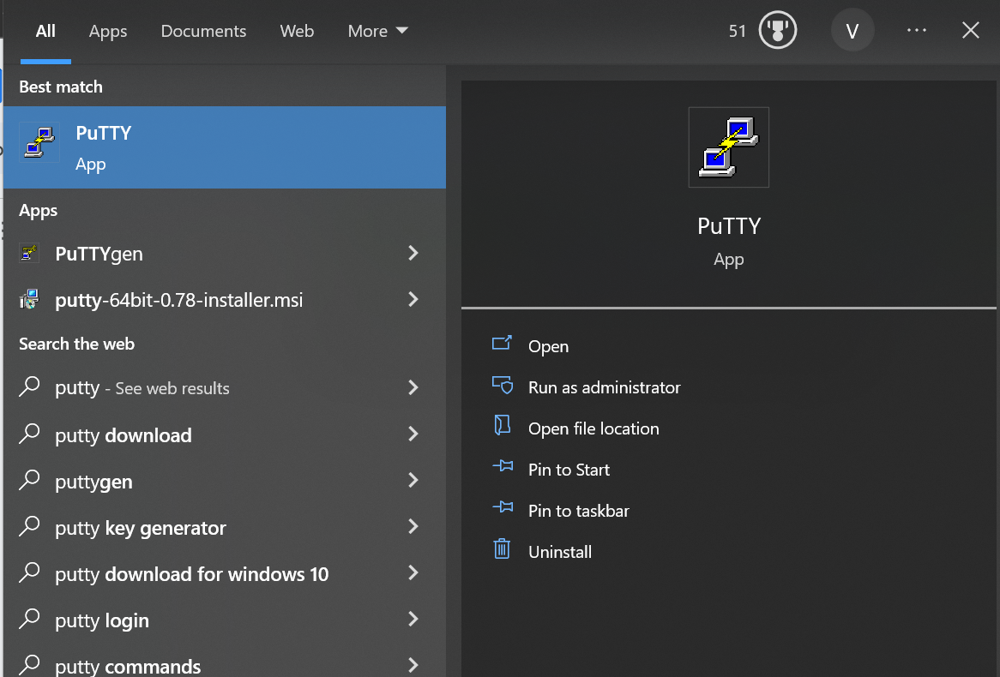 All Apps Documents Web More 51 V
Best match
PuTTY
App
Apps
PuTTYgen
putty-64bit-0.78-installer.msi
Search the web
putty - See web results
putty download
puttygen
putty key generator
putty download for windows 10
putty login
putty commands
PuTTY
App
Open
Run as administrator
Open file location
Pin to Start
Pin to taskbar
Uninstall